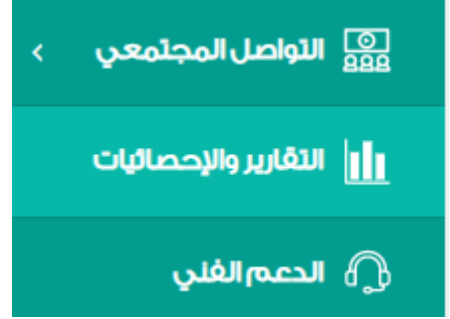 التواصل المجتمعي
التقارير والإحصائيات
الدعم الفني